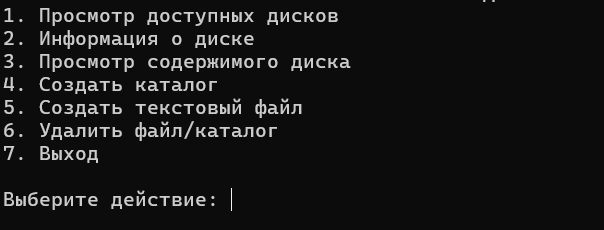 1. Просмотр доступных дисков
2. Информация о диске
3. Просмотр содержимого диска
4. Создать каталог
5. Создать текстовый файл
6. Удалить файл/каталог
7. Выход
Выберите действие: